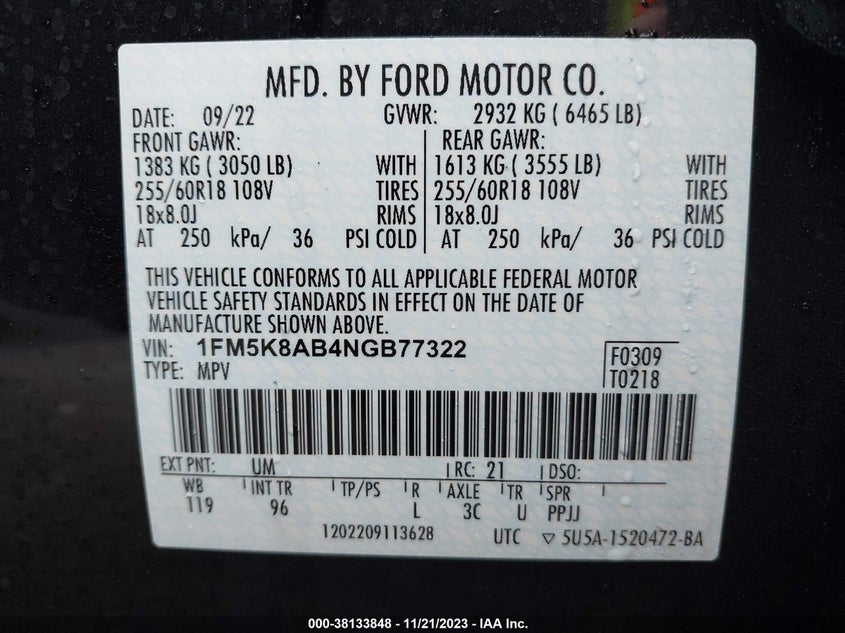 MFD. BY FORD MOTOR CO.
DATE: 09/22 GVWR: 2932 KG ( 6465 LB)
FRONT GAWR: REAR GAWR:
1383 KG ( 3050 LB) WITH 1613 KG ( 3555 LB) WITH
255/60R18 108V TIRES 255/60R18 108V TIRES
18x8.0J RIMS 18x8.0J RIMS
AT 250 kPa/ 36 PSI COLD AT 250 kPa/ 36 PSI COLD
THIS VEHICLE CONFORMS TO ALL APPLICABLE FEDERAL MOTOR
VEHICLE SAFETY STANDARDS IN EFFECT ON THE DATE OF
MANUFACTURE SHOWN ABOVE.
VIN: 1FM5K8AB4NGB77322 F0309
TYPE: MPV T0218
EXT PNT: UM RC: 21 DSO:
WB INT TR TP/PS R AXLE TR SPR
119 96 L 3C U PPJJ
1202209113628 UTC ▽ 5U5A-1520472-BA
000-38133848 - 11/21/2023 - IAA Inc.